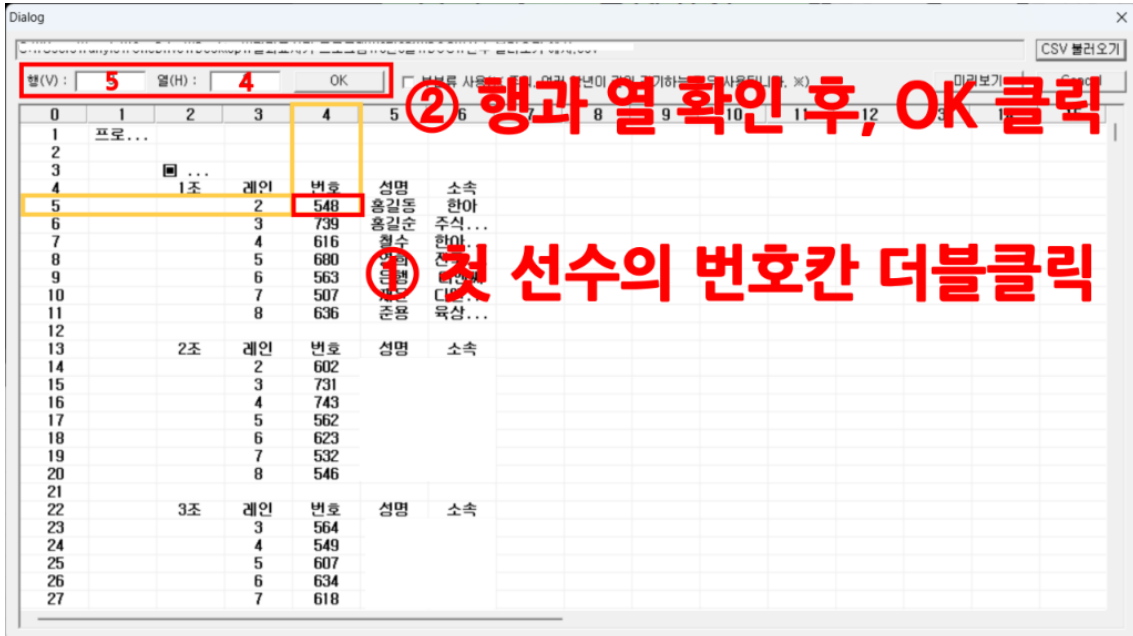 Dialog
CSV 불러오기
행(V) : 5 열(H) : 4 OK 미리보기
② 행과 열 확인 후, OK 클릭
0 1 2 3 4 5 6 7 8 9 10 11 12
1 프로...
2
3 ▣ ...
4 1조 레인 번호 성명 소속
5 2 548 홍길동 한아
6 3 739 홍길순 주식...
7 4 616 철수 한아...
8 5 680
① 첫 선수의 번호칸 더블클릭
9 6 563 은행
10 7 507
11 8 636 준용 육상...
12
13 2조 레인 번호 성명 소속
14 2 602
15 3 731
16 4 743
17 5 562
18 6 623
19 7 532
20 8 546
21
22 3조 레인 번호 성명 소속
23 3 564
24 4 549
25 5 607
26 6 634
27 7 618